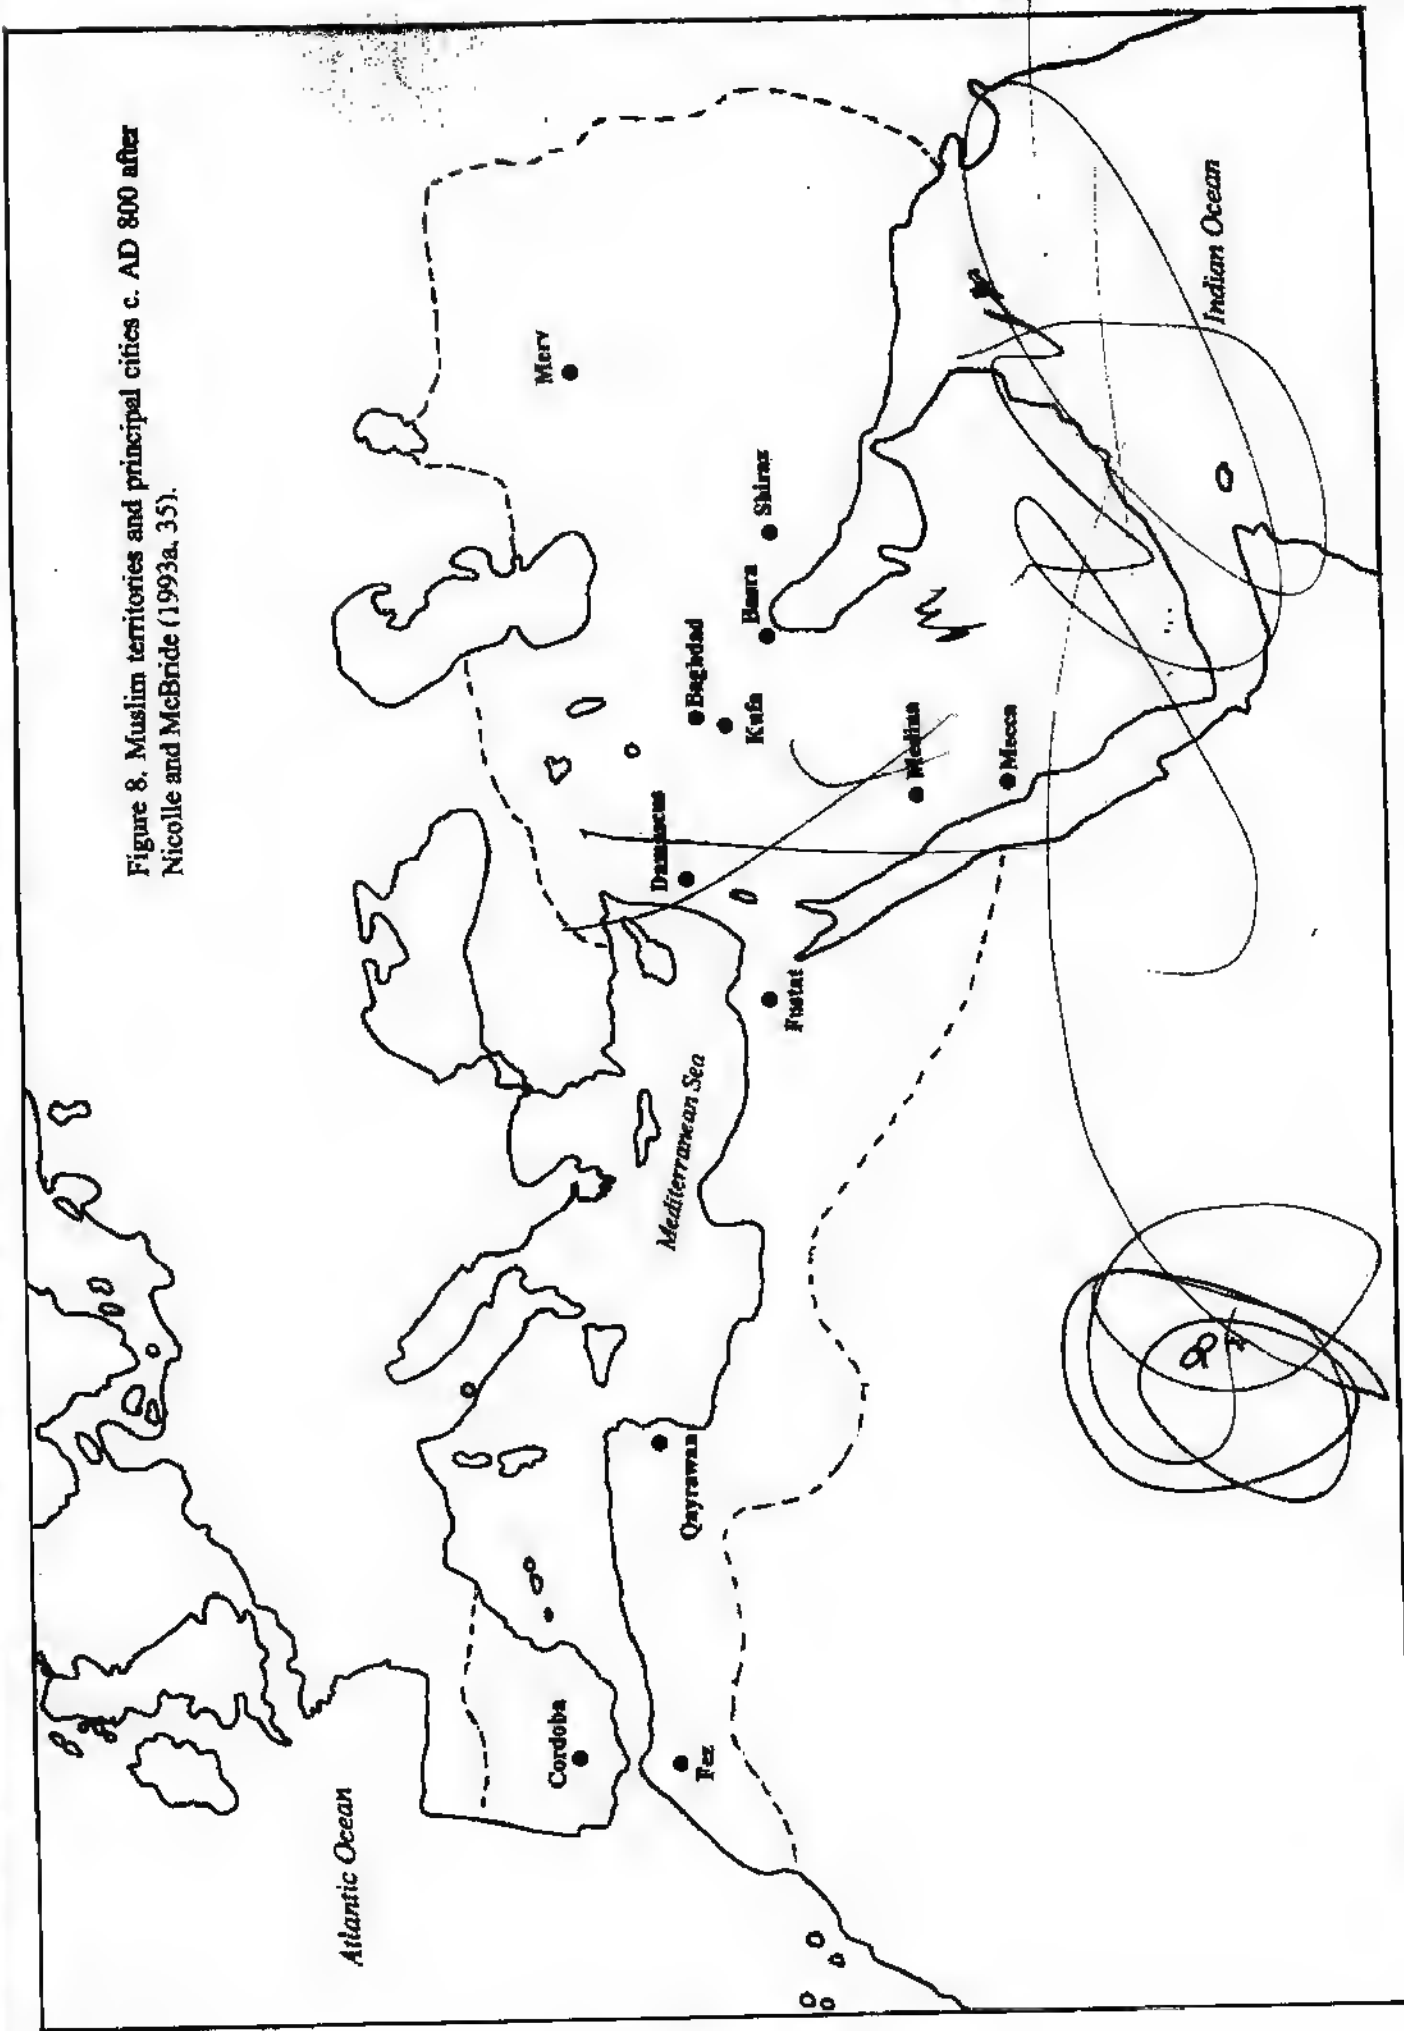 Figure 8. Muslim territories and principal cities c. AD 800 after
Nicolle and McBride (1993a, 35).
Atlantic Ocean
Cordoba
Fez
Qayrawan
Mediterranean Sea
Fustat
Damascus
Baghdad
Kufa
Basra
Shiraz
Merv
Medina
Mecca
Indian Ocean